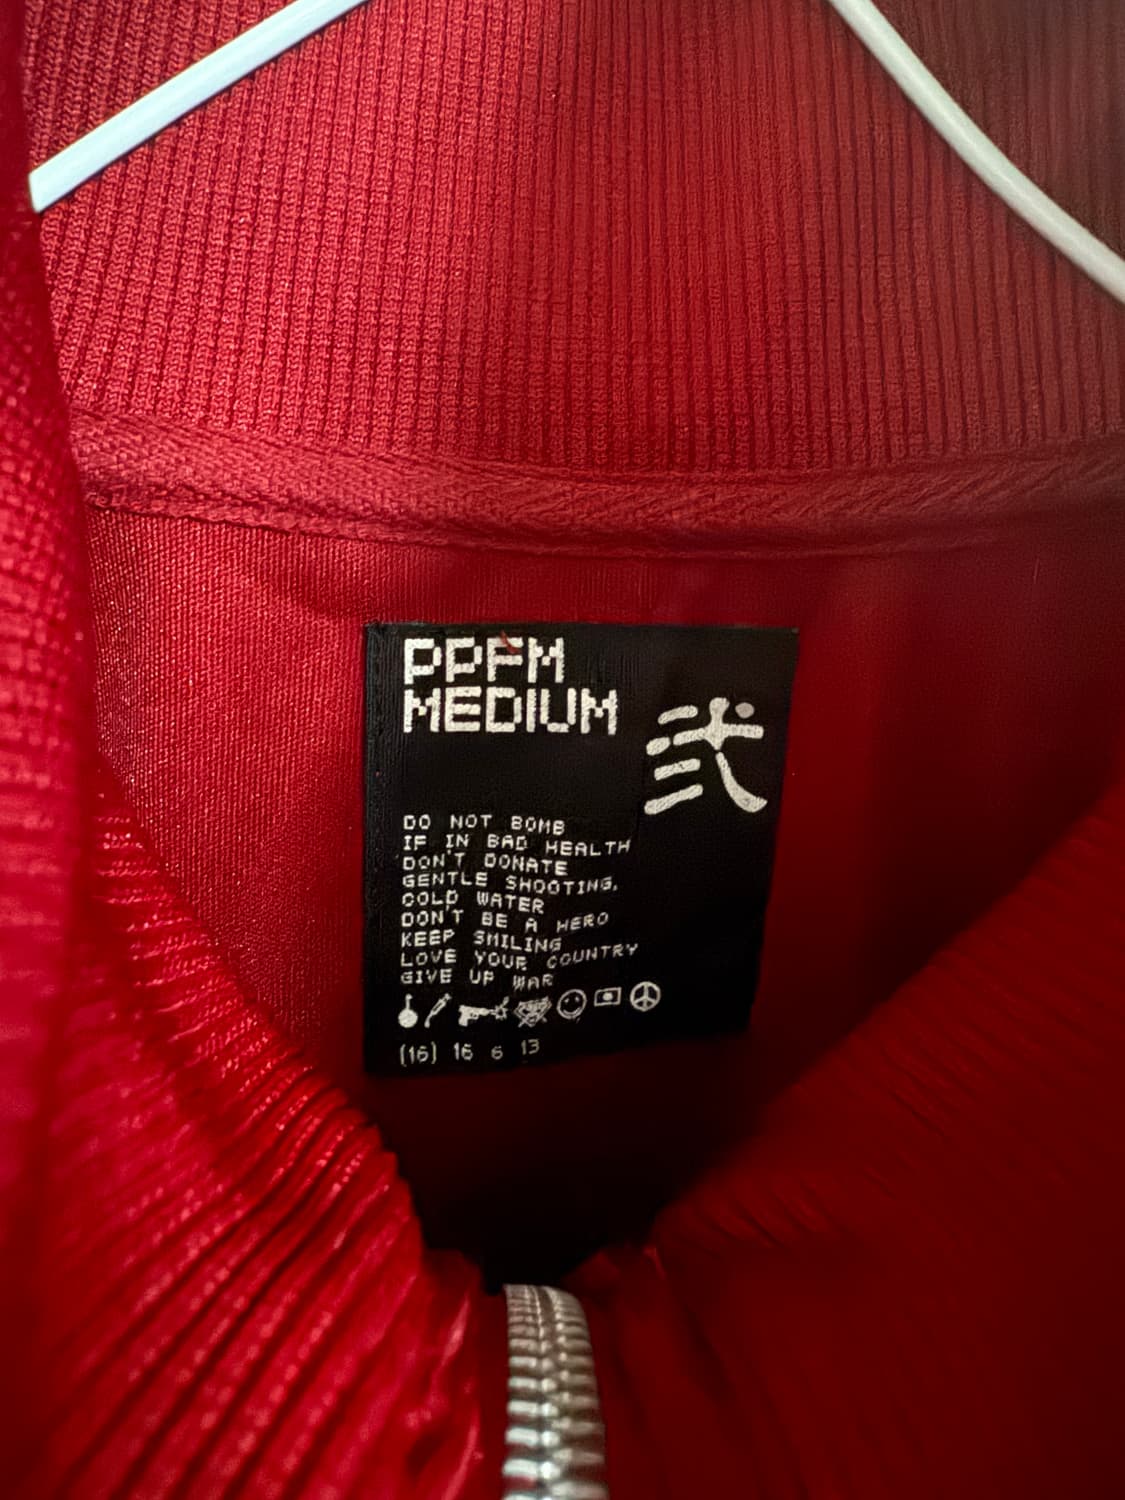 PPFM
MEDIUM
弐
DO NOT BOMB
IF IN BAD HEALTH
DON'T DONATE
GENTLE SHOOTING.
COLD WATER
DON'T BE A HERO
KEEP SMILING
LOVE YOUR COUNTRY
GIVE UP WAR
(16) 16 6 13